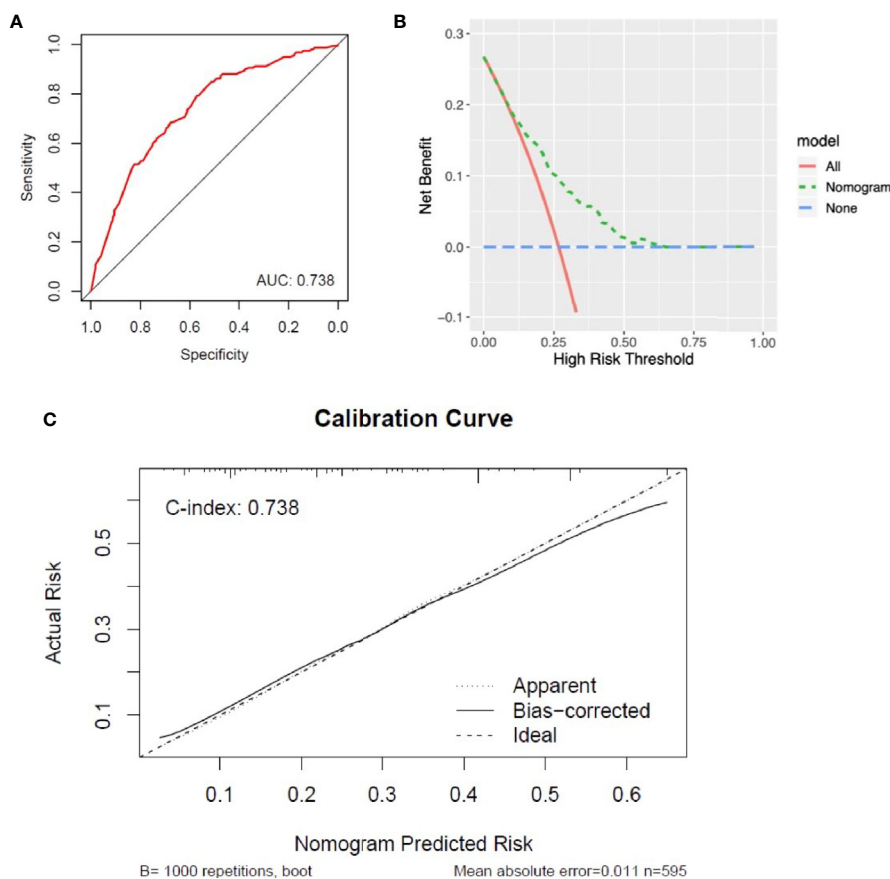 A
1.0
0.8
0.6
0.4
0.2
0.0
Sensitivity
AUC: 0.738
1.0 0.8 0.6 0.4 0.2 0.0
Specificity
B
0.3
0.2
0.1
0.0
−0.1
Net Benefit
0.00 0.25 0.50 0.75 1.00
High Risk Threshold
model
All
Nomogram
None
C
Calibration Curve
C-index: 0.738
0.5
0.3
0.1
Actual Risk
Apparent
Bias−corrected
Ideal
0.1 0.2 0.3 0.4 0.5 0.6
Nomogram Predicted Risk
B= 1000 repetitions, boot Mean absolute error=0.011 n=595